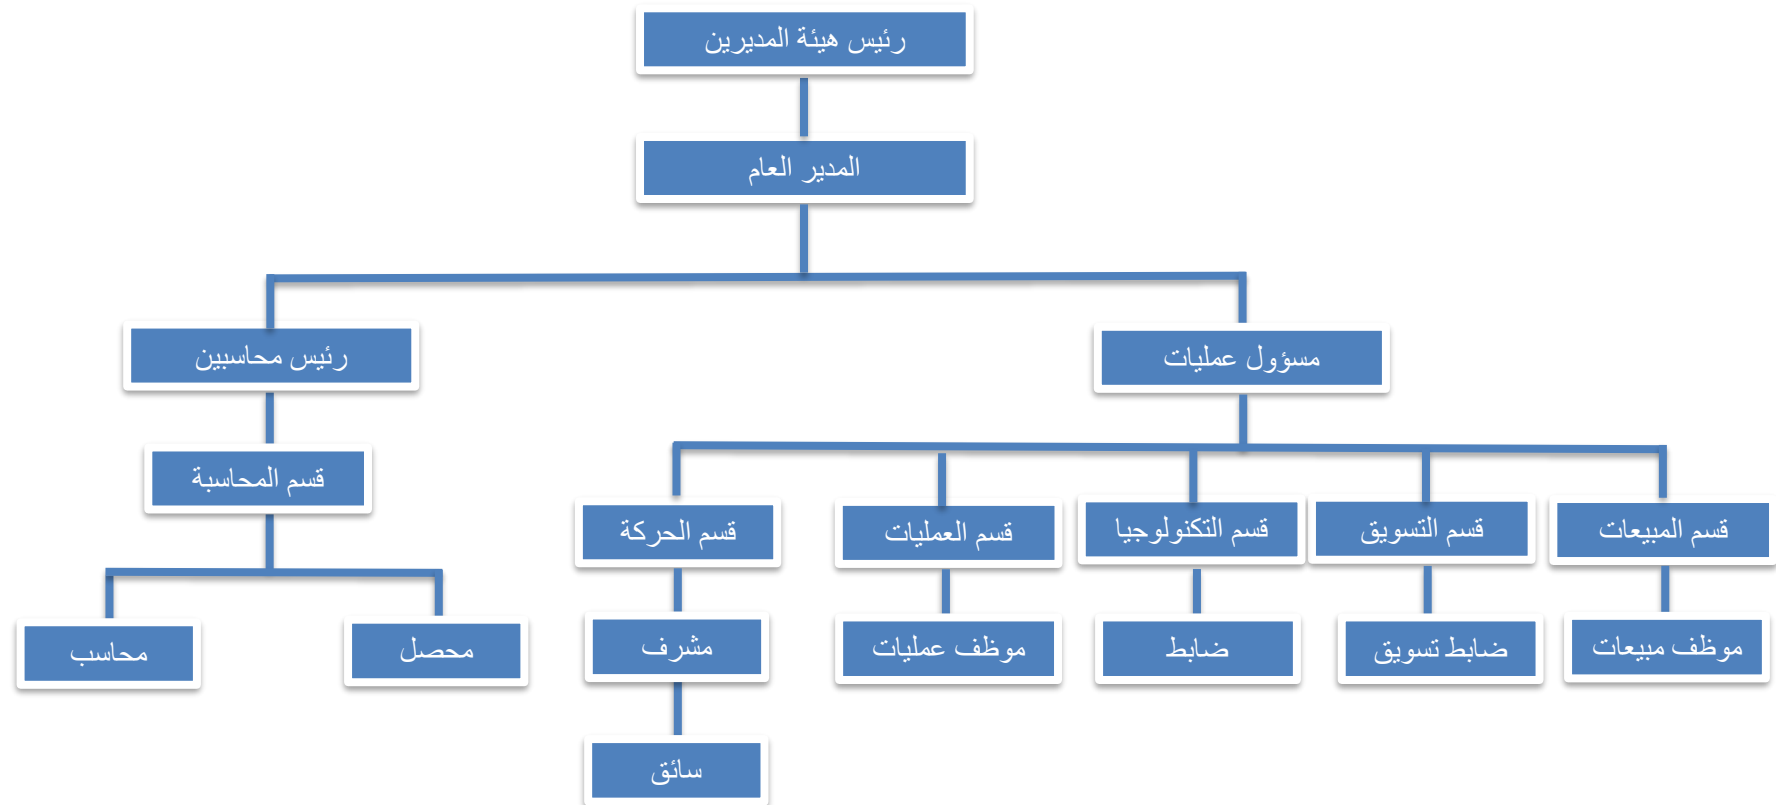 رئيس هيئة المديرين
المدير العام
مسؤول عمليات
رئيس محاسبين
قسم المبيعات
قسم التسويق
قسم التكنولوجيا
قسم العمليات
قسم الحركة
قسم المحاسبة
موظف مبيعات
ضابط تسويق
ضابط
موظف عمليات
مشرف
محصل
محاسب
سائق